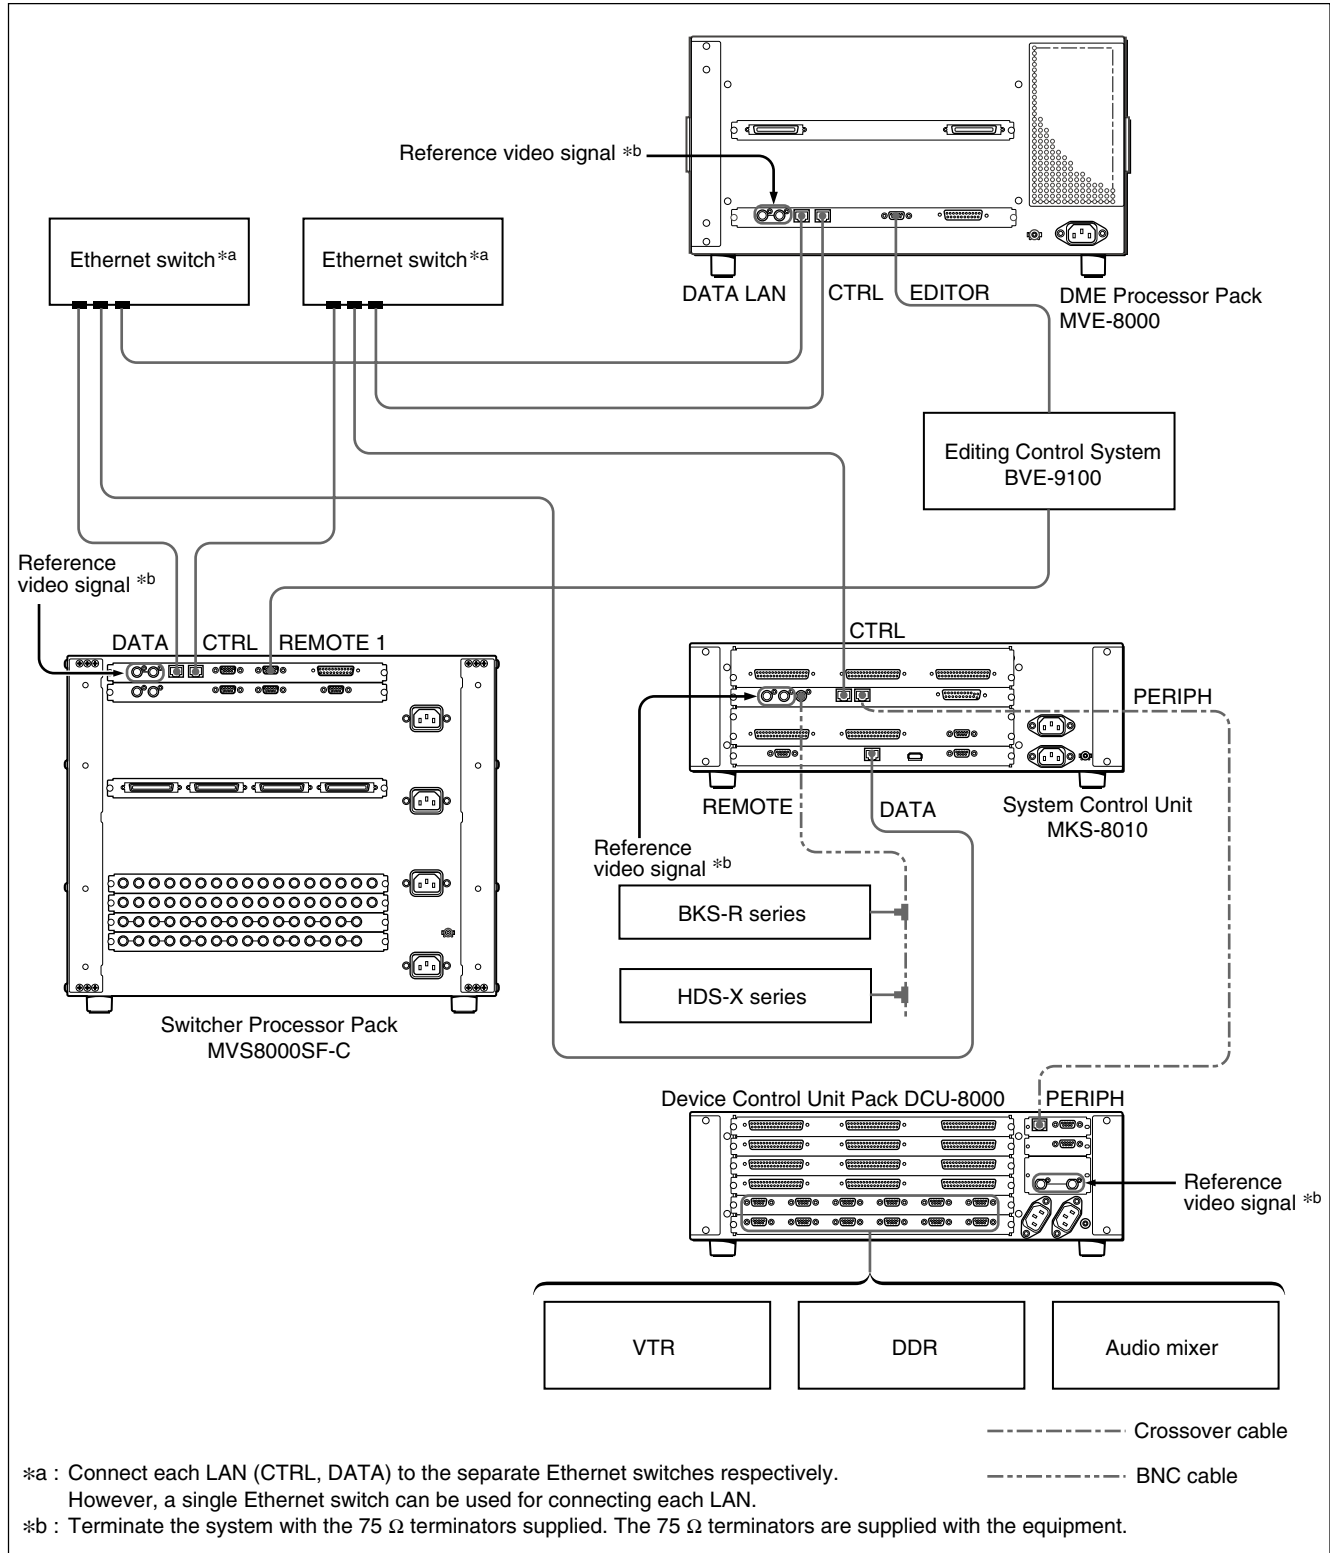 Reference video signal *b
Ethernet switch*a
Ethernet switch*a
DATA LAN
CTRL
EDITOR
DME Processor Pack
MVE-8000
Editing Control System
BVE-9100
Reference
video signal *b
DATA
CTRL
REMOTE 1
CTRL
PERIPH
REMOTE
DATA
System Control Unit
MKS-8010
Reference
video signal *b
BKS-R series
HDS-X series
Switcher Processor Pack
MVS8000SF-C
Device Control Unit Pack DCU-8000
PERIPH
Reference
video signal *b
VTR
DDR
Audio mixer
Crossover cable
BNC cable
*a : Connect each LAN (CTRL, DATA) to the separate Ethernet switches respectively.
However, a single Ethernet switch can be used for connecting each LAN.
*b : Terminate the system with the 75 Ω terminators supplied. The 75 Ω terminators are supplied with the equipment.